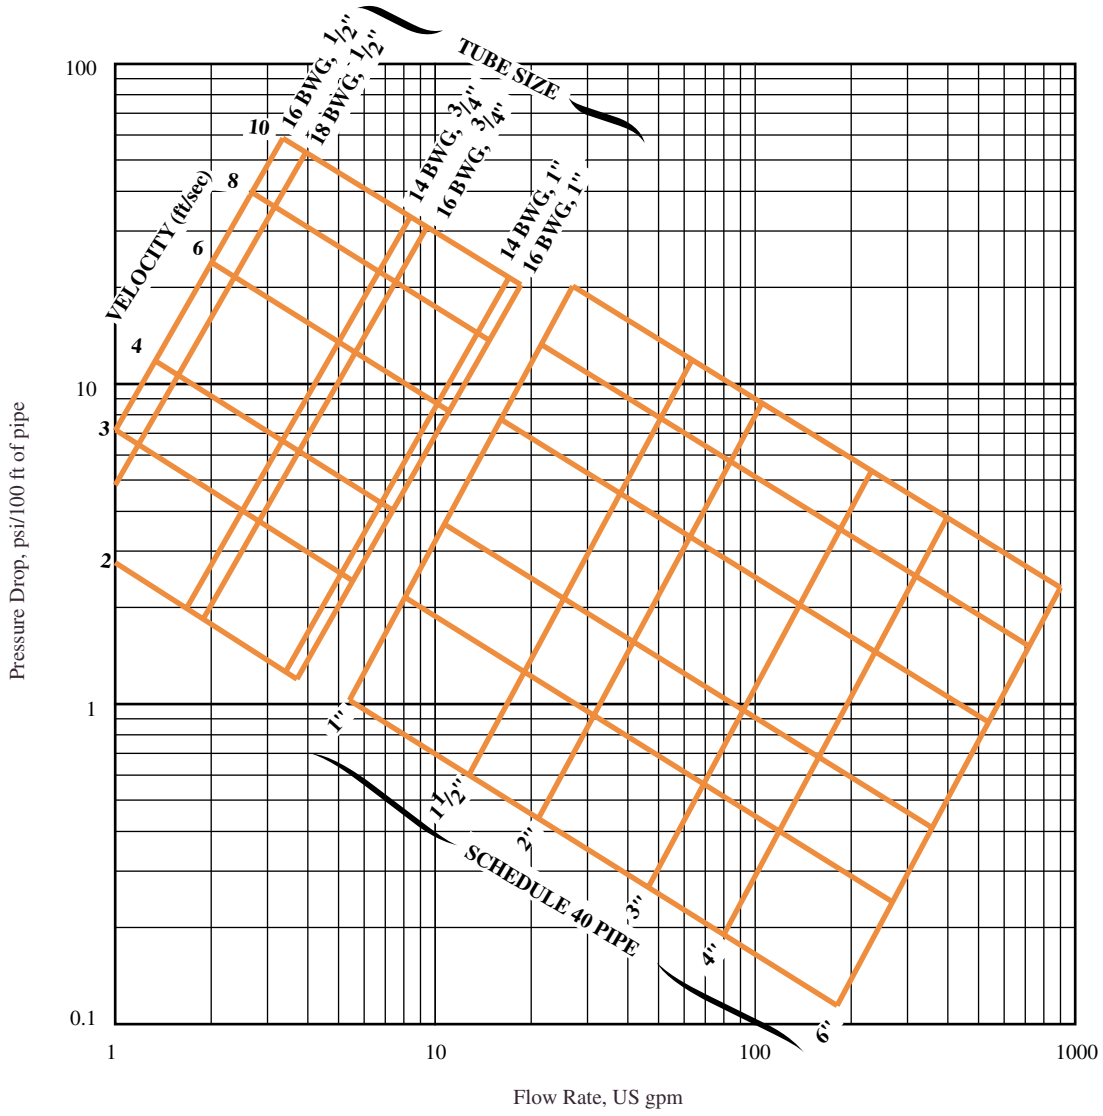 TUBE SIZE
16 BWG, 1/2"
18 BWG, 1/2"
14 BWG, 3/4"
16 BWG, 3/4"
14 BWG, 1"
16 BWG, 1"
VELOCITY (ft/sec)
10
8
6
4
3
2
100
10
1
0.1
Pressure Drop, psi/100 ft of pipe
1"
1 1/2"
2"
3"
4"
6"
SCHEDULE 40 PIPE
1
10
100
1000
Flow Rate, US gpm